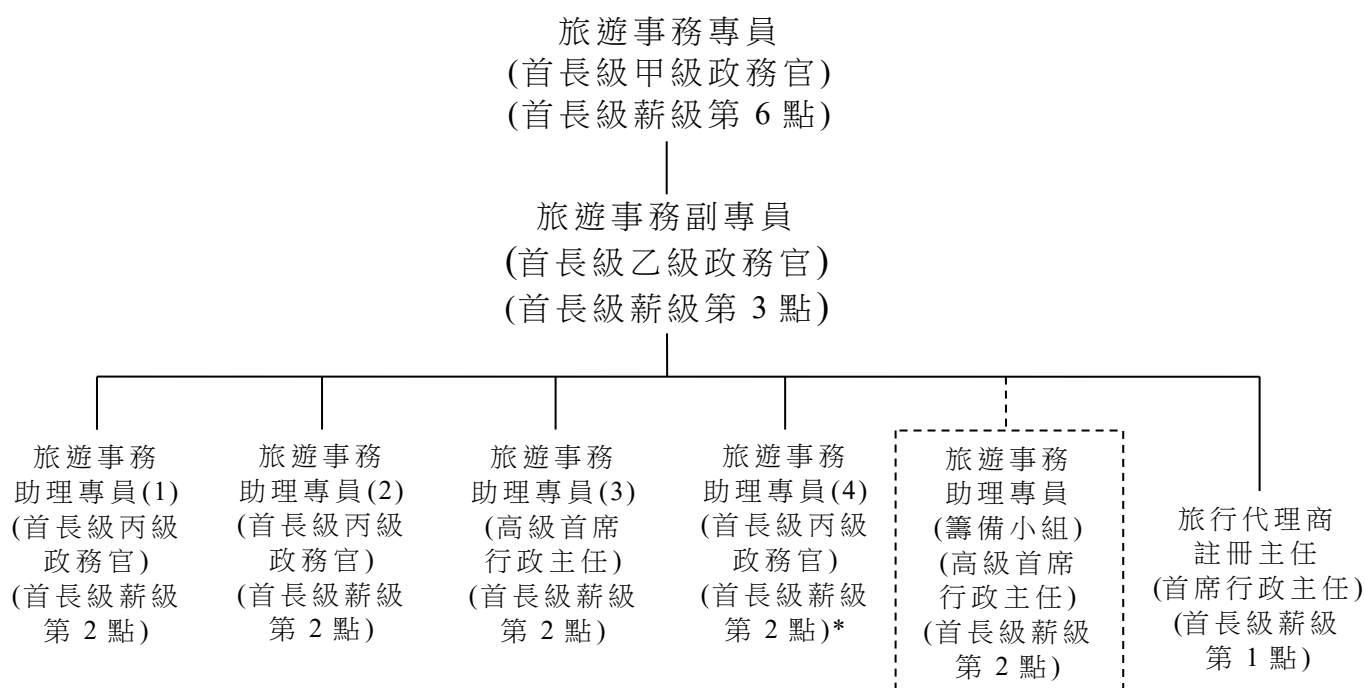 旅遊事務專員
(首長級甲級政務官)
(首長級薪級第 6 點)
旅遊事務副專員
(首長級乙級政務官)
(首長級薪級第 3 點)
旅遊事務
助理專員(1)
(首長級丙級
政務官)
(首長級薪級
第 2 點)
旅遊事務
助理專員(2)
(首長級丙級
政務官)
(首長級薪級
第 2 點)
旅遊事務
助理專員(3)
(高級首席
行政主任)
(首長級薪級
第 2 點)
旅遊事務
助理專員(4)
(首長級丙級
政務官)
(首長級薪級
第 2 點)*
旅遊事務
助理專員
(籌備小組)
(高級首席
行政主任)
(首長級薪級
第 2 點)
旅行代理商
註冊主任
(首席行政主任)
(首長級薪級
第 1 點)